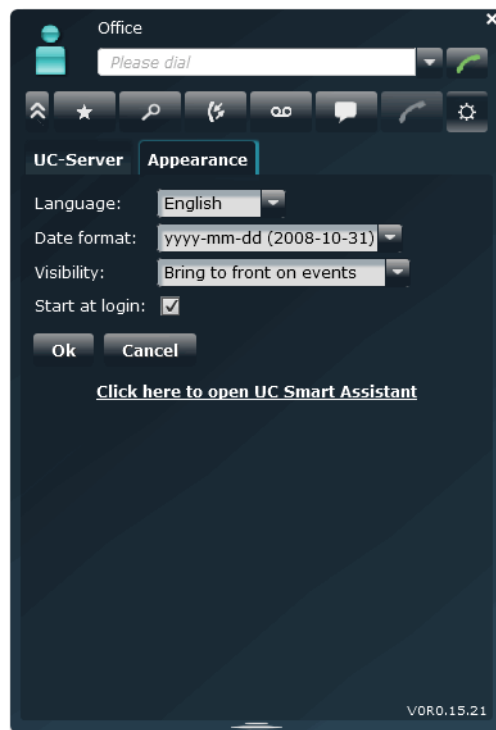 Office
Please dial
UC-Server Appearance
Language: English
Date format: yyyy-mm-dd (2008-10-31)
Visibility: Bring to front on events
Start at login:
Ok Cancel
Click here to open UC Smart Assistant
V0R0.15.21